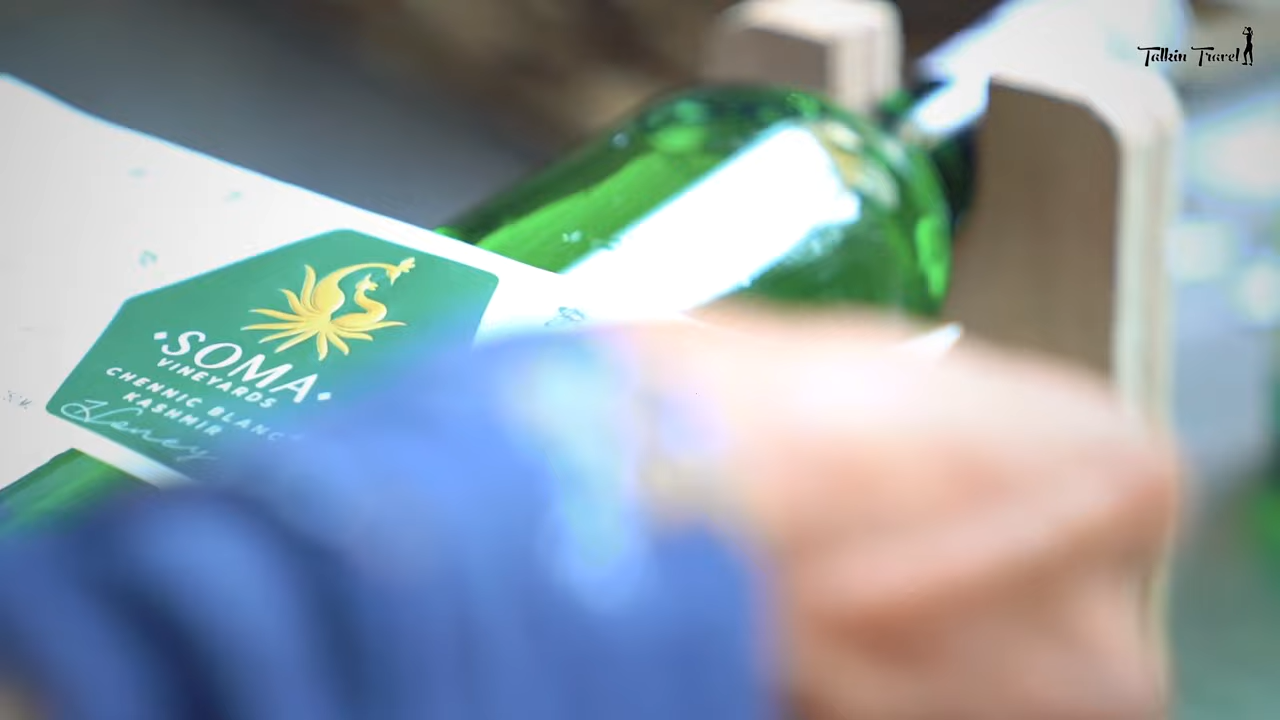 Talkin Travel
·SOMA·
VINEYARDS
CHENNIC BLANC
KASHMIR